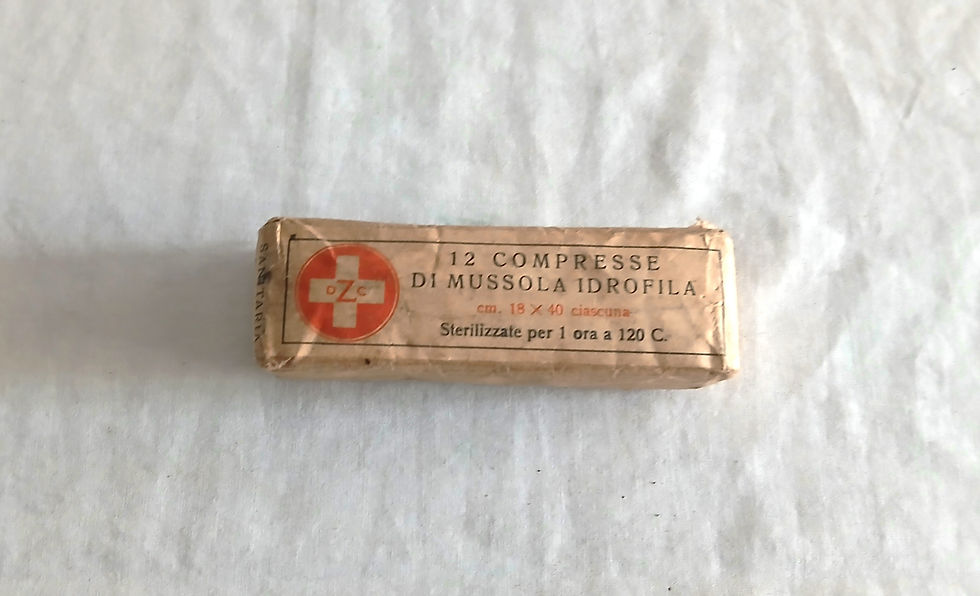 SANITARIA
DZC
12 COMPRESSE
DI MUSSOLA IDROFILA
cm. 18 X 40 ciascuna
Sterilizzate per 1 ora a 120 C.